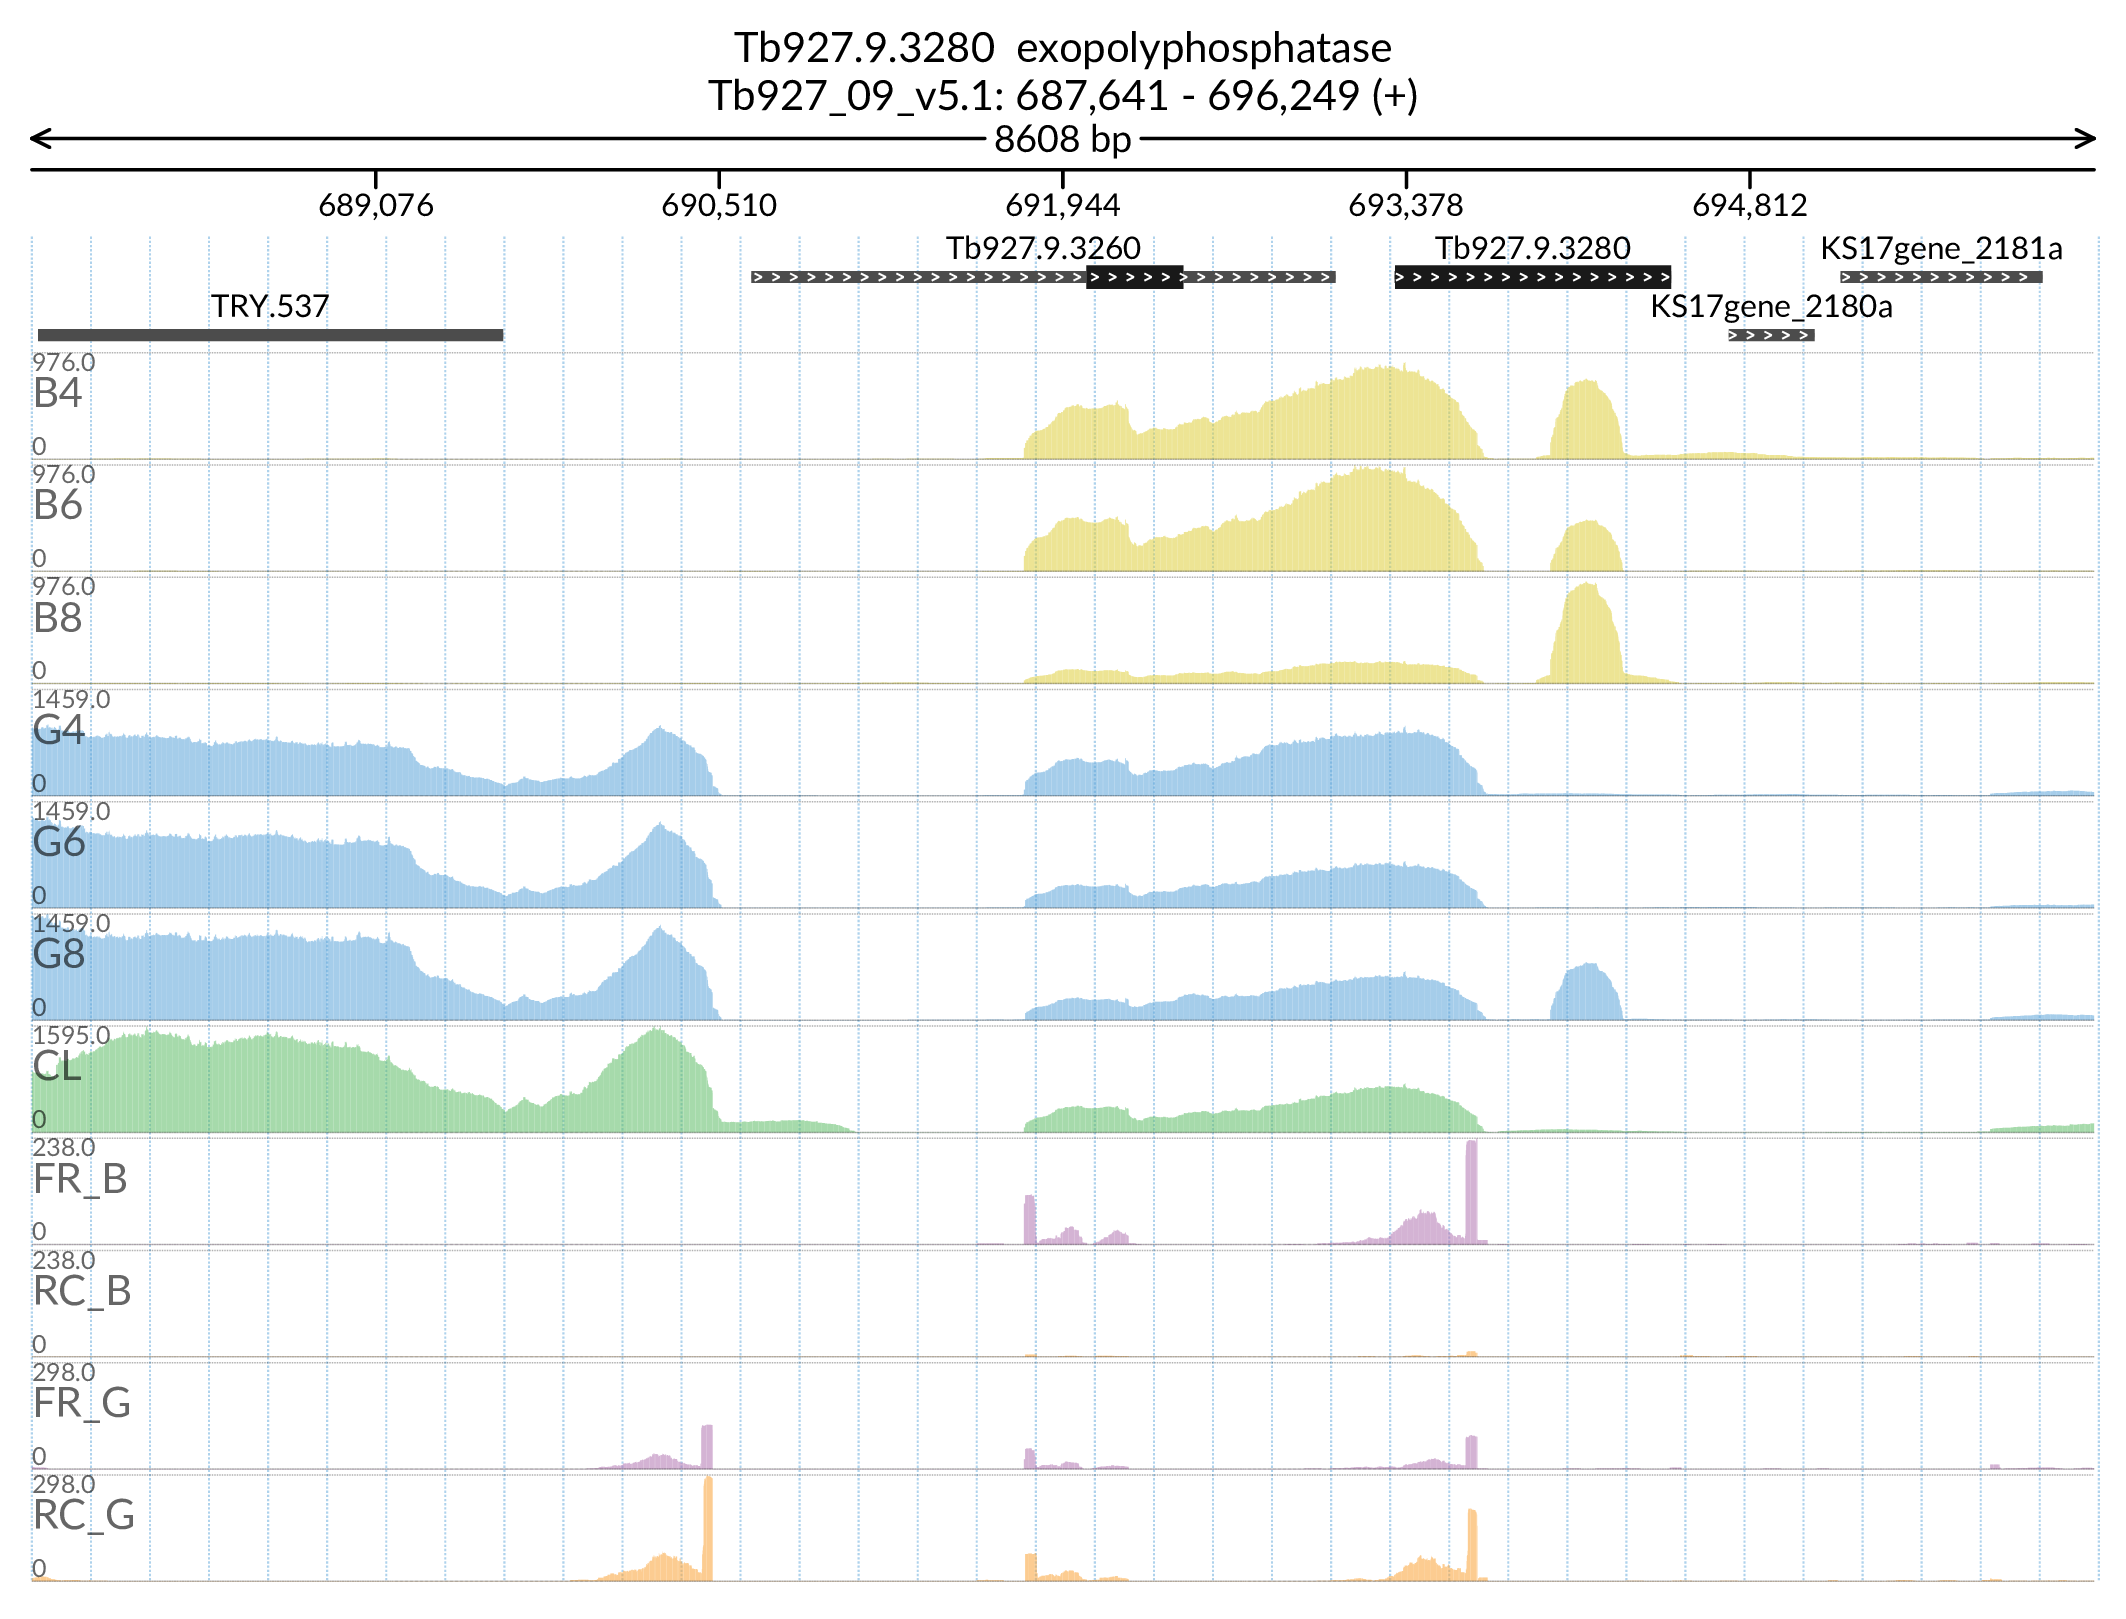 Tb927.9.3280 exopolyphosphatase
Tb927_09_v5.1: 687,641 - 696,249 (+)
8608 bp
689,076 690,510 691,944 693,378 694,812
Tb927.9.3260 Tb927.9.3280 KS17gene_2181a
TRY.537 KS17gene_2180a
976.0
B4
0
976.0
B6
0
976.0
B8
0
1459.0
G4
0
1459.0
G6
0
1459.0
G8
0
1595.0
CL
0
238.0
FR_B
0
238.0
RC_B
0
298.0
FR_G
0
298.0
RC_G
0